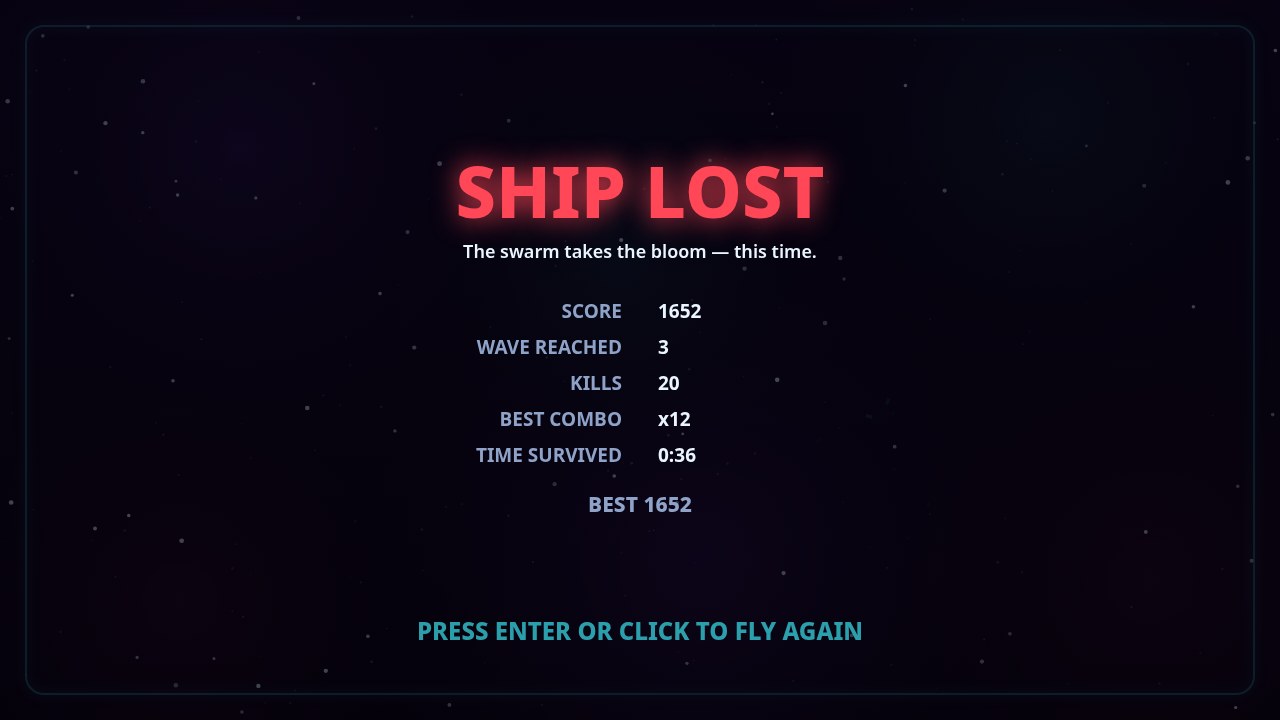 SHIP LOST
The swarm takes the bloom — this time.
SCORE 1652
WAVE REACHED 3
KILLS 20
BEST COMBO x12
TIME SURVIVED 0:36
BEST 1652
PRESS ENTER OR CLICK TO FLY AGAIN